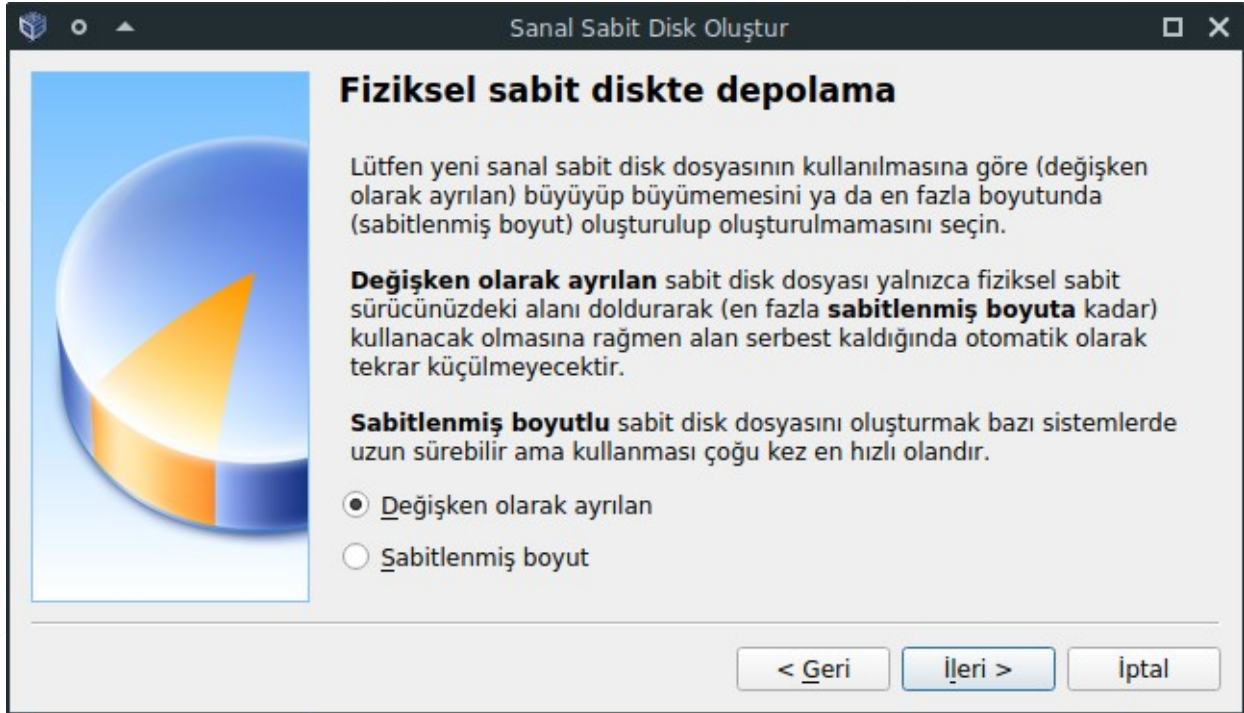 Sanal Sabit Disk Oluştur
Fiziksel sabit diskte depolama
Lütfen yeni sanal sabit disk dosyasının kullanılmasına göre (değişken
olarak ayrılan) büyüyüp büyümemesini ya da en fazla boyutunda
(sabitlenmiş boyut) oluşturulup oluşturulmamasını seçin.
Değişken olarak ayrılan sabit disk dosyası yalnızca fiziksel sabit
sürücünüzdeki alanı doldurarak (en fazla sabitlenmiş boyuta kadar)
kullanacak olmasına rağmen alan serbest kaldığında otomatik olarak
tekrar küçülmeyecektir.
Sabitlenmiş boyutlu sabit disk dosyasını oluşturmak bazı sistemlerde
uzun sürebilir ama kullanması çoğu kez en hızlı olandır.
Değişken olarak ayrılan
Sabitlenmiş boyut
< Geri İleri > İptal